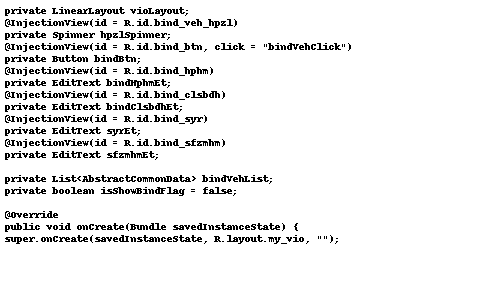 private LinearLayout vioLayout;
@InjectionView(id = R.id.bind_veh_hpzl)
private Spinner hpzlSpinner;
@InjectionView(id = R.id.bind_btn, click = "bindVehClick")
private Button bindBtn;
@InjectionView(id = R.id.bind_hphm)
private EditText bindHphmEt;
@InjectionView(id = R.id.bind_clsbdh)
private EditText bindClsbdhEt;
@InjectionView(id = R.id.bind_syr)
private EditText syrEt;
@InjectionView(id = R.id.bind_sfzmhm)
private EditText sfzmhmEt;
private List<AbstractCommonData> bindVehList;
private boolean isShowBindFlag = false;
@Override
public void onCreate(Bundle savedInstanceState) {
super.onCreate(savedInstanceState, R.layout.my_vio, "");